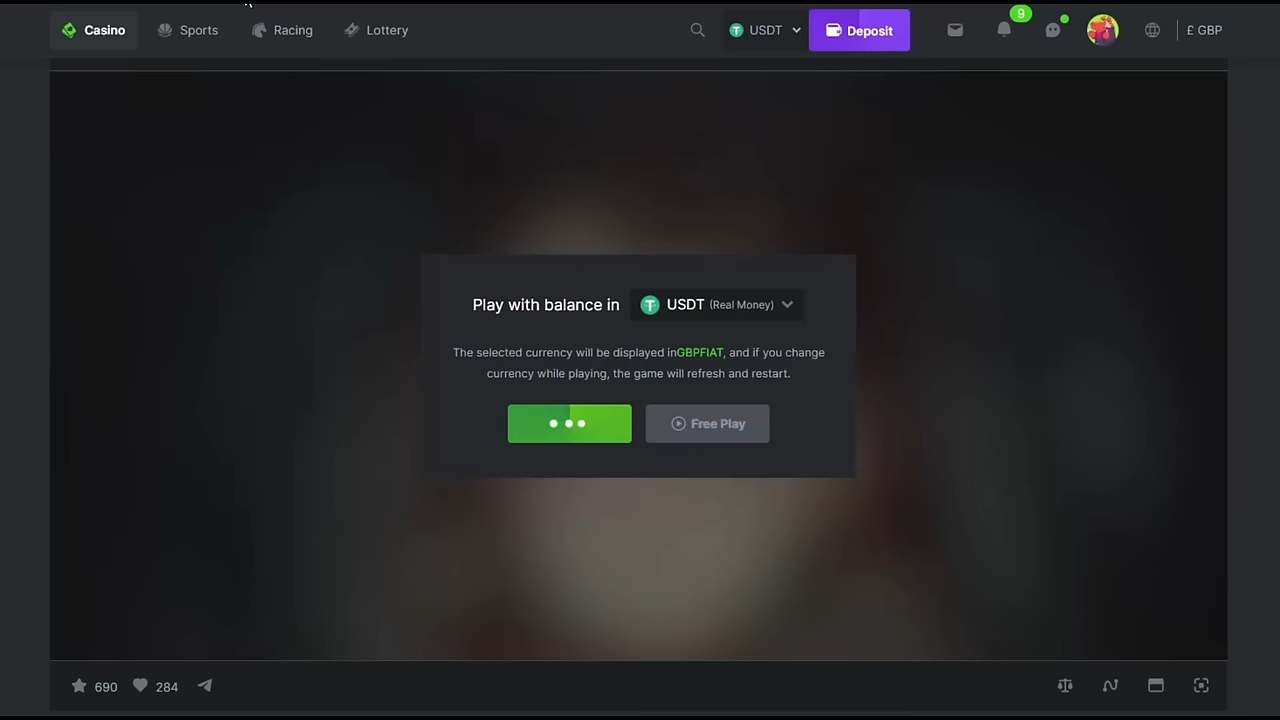 Casino Sports Racing Lottery USDT Deposit 9 £ GBP
Play with balance in USDT (Real Money)
The selected currency will be displayed inGBPFIAT, and if you change
currency while playing, the game will refresh and restart.
Free Play
690 284